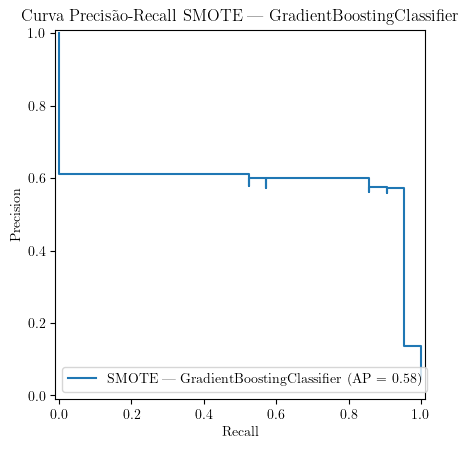 Curva Precisão-Recall SMOTE — GradientBoostingClassifier
1.0
0.8
0.6
0.4
0.2
0.0
Precision
SMOTE — GradientBoostingClassifier (AP = 0.58)
0.0 0.2 0.4 0.6 0.8 1.0
Recall